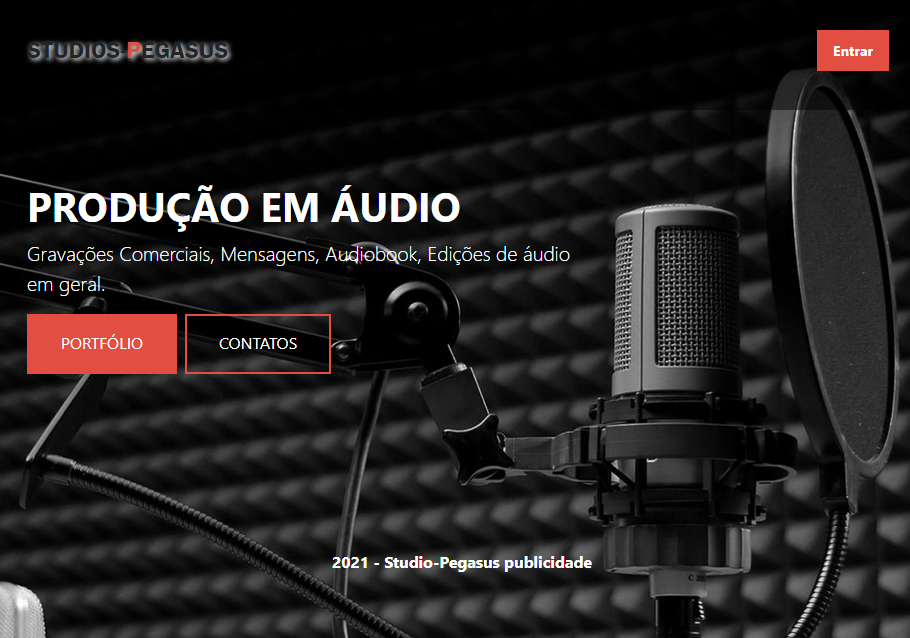 STUDIOS-PEGASUS
Entrar
PRODUÇÃO EM ÁUDIO
Gravações Comerciais, Mensagens, Audiobook, Edições de áudio
em geral.
PORTFÓLIO
CONTATOS
2021 - Studio-Pegasus publicidade